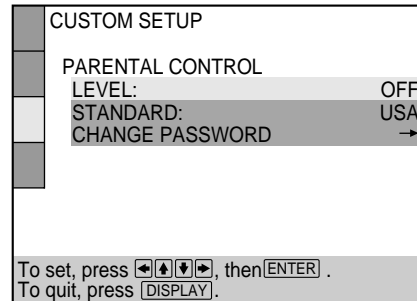 CUSTOM SETUP
PARENTAL CONTROL
LEVEL: OFF
STANDARD: USA
CHANGE PASSWORD →
To set, press ←↑↓→, then ENTER .
To quit, press DISPLAY.